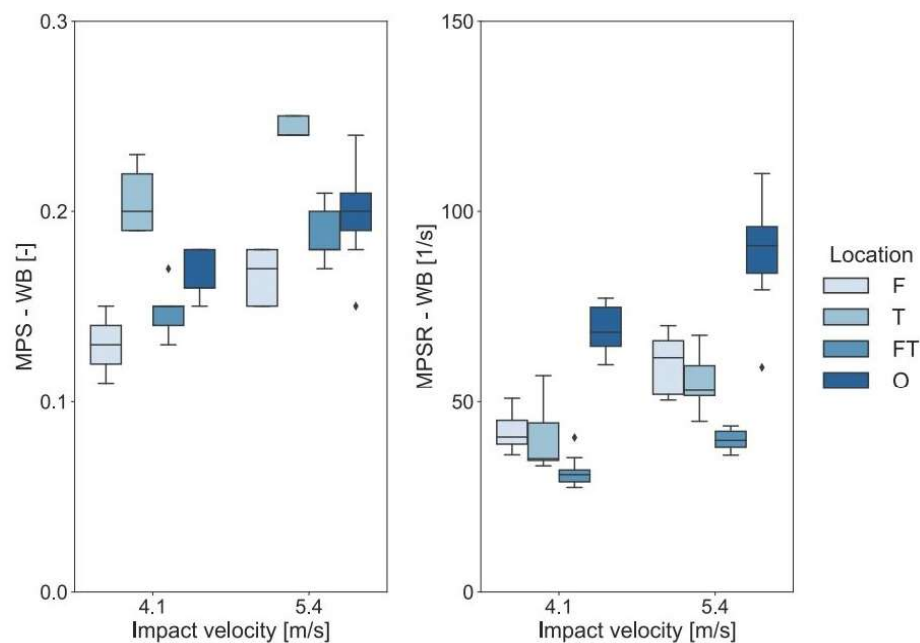 0.3
0.2
0.1
0.0
MPS - WB [-]
4.1
5.4
Impact velocity [m/s]
150
100
50
0
MPSR - WB [1/s]
4.1
5.4
Impact velocity [m/s]
Location
F
T
FT
O